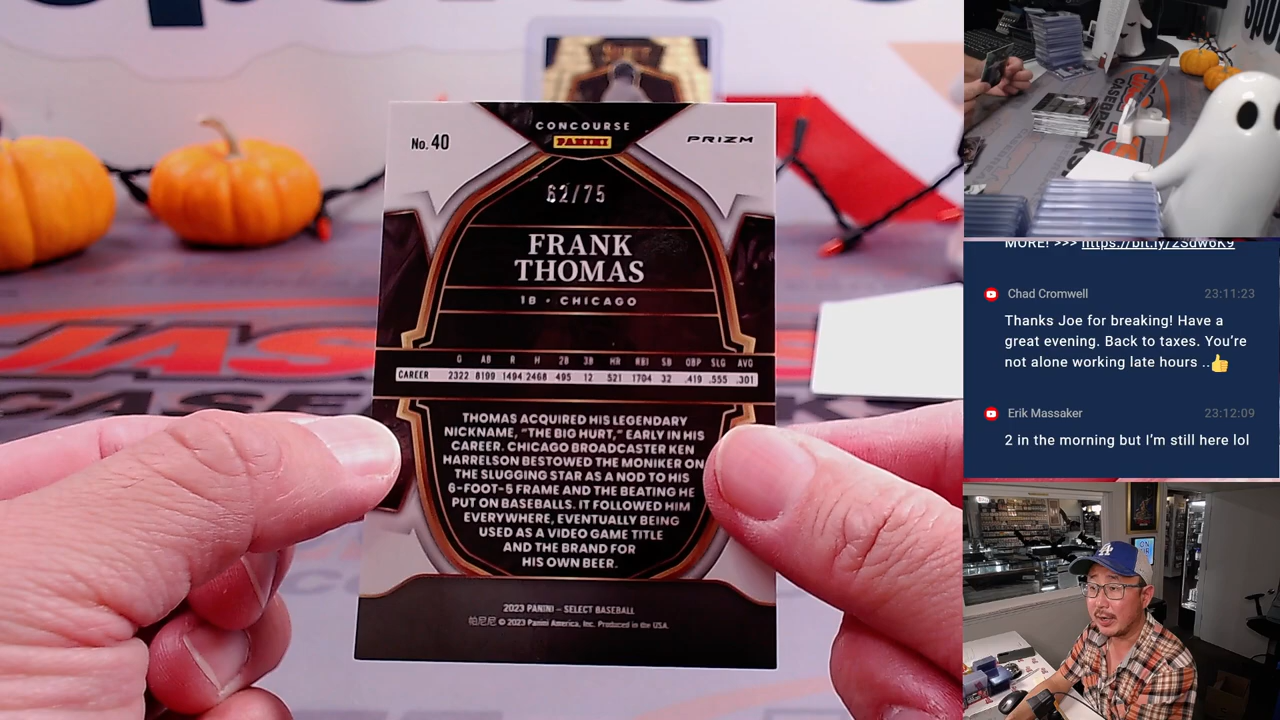 CONCOURSE
PANINI
No. 40
PRIZM
62/75
FRANK
THOMAS
1B • CHICAGO
G AB R H 2B 3B HR RBI SB OBP SLG AVG
CAREER 2322 8199 1494 2468 495 12 521 1704 32 .419 .555 .301
THOMAS ACQUIRED HIS LEGENDARY
NICKNAME, "THE BIG HURT," EARLY IN HIS
CAREER. CHICAGO BROADCASTER KEN
HARRELSON BESTOWED THE MONIKER ON
THE SLUGGING STAR AS A NOD TO HIS
6-FOOT-5 FRAME AND THE BEATING HE
PUT ON BASEBALLS. IT FOLLOWED HIM
EVERYWHERE, EVENTUALLY BEING
USED AS A VIDEO GAME TITLE
AND THE BRAND FOR
HIS OWN BEER.
2023 PANINI – SELECT BASEBALL
帕尼尼 © 2023 Panini America, Inc. Produced in the USA.
JAS
CASE
MORE! >>> https://bit.ly/2Sdw6K9
Chad Cromwell 23:11:23
Thanks Joe for breaking! Have a
great evening. Back to taxes. You're
not alone working late hours ..👍
Erik Massaker 23:12:09
2 in the morning but I'm still here lol